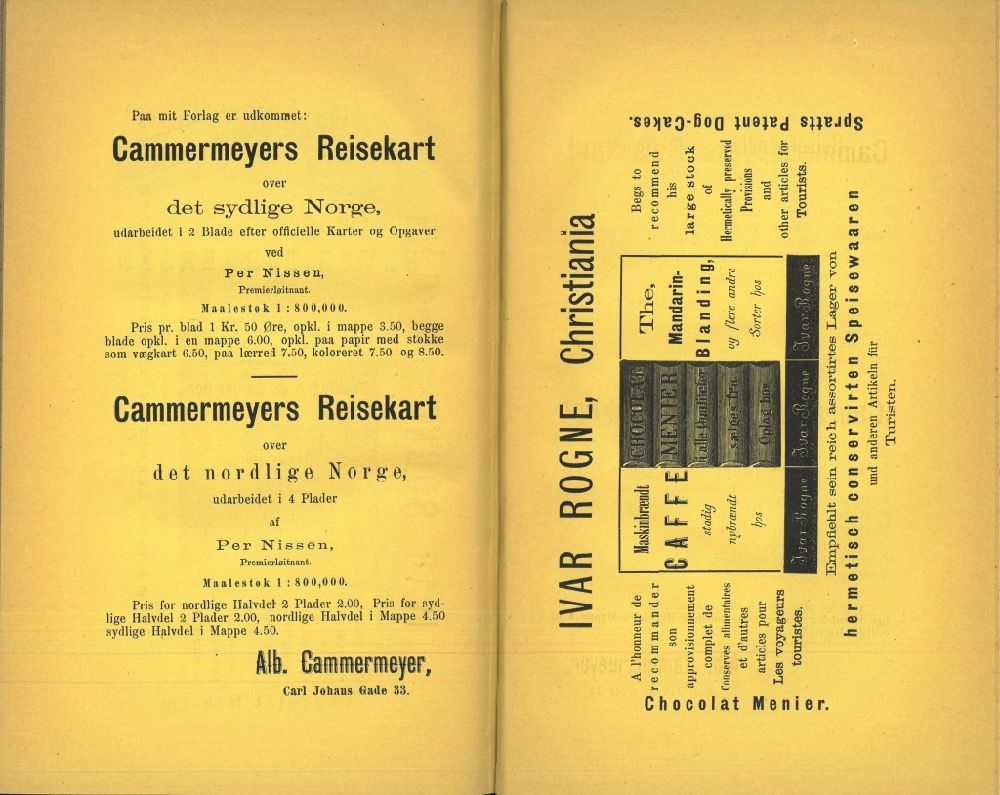 Paa mit Forlag er udkommet:
Cammermeyers Reisekart
over
det sydlige Norge,
udarbeidet i 2 Blade efter officielle Karter og Opgaver
ved
Per Nissen,
Premierløitnant.
Maalestok 1 : 800,000.
Pris pr. blad 1 Kr. 50 Øre, opkl. i mappe 3.50, begge
blade opkl. i en mappe 6.00, opkl. paa papir med stokke
som vægkart 6.50, paa lærred 7.50, koloreret 7.50 og 8.50.
Cammermeyers Reisekart
over
det nordlige Norge,
udarbeidet i 4 Plader
af
Per Nissen,
Premierløitnant.
Maalestok 1 : 800,000.
Pris for nordlige Halvdel 2 Plader 2.00, Pris for syd-
lige Halvdel 2 Plader 2.00, nordlige Halvdel i Mappe 4.50
sydlige Halvdel i Mappe 4.50.
Alb. Cammermeyer,
Carl Johans Gade 33.
IVAR ROGNE, Christiania
Chocolat Menier.
A l'honneur de
recommander
son
approvisionnement
complet de
Conserves alimentaires
et d'autres
articles pour
Les voyageurs
touristes.
Maskinbrændt
CAFFE
stadig
nybrændt
hos
CHOCOLADE
MENIER
i alle Qualiteter
spiges fra
Oplag hos
The,
Mandarin-
Blanding,
og flere andre
Sorter hos
Ivar Rogne
Ivar Rogne
Ivar Rogne
Begs to
recommend
his
large stock
of
Hermetically preserved
Provisions
and
other articles for
Tourists.
Spratts Patent Dog-Cakes.
Empfiehlt sein reich assortirtes Lager von
hermetisch conservirten Speisewaaren
und anderen Artikeln für
Turisten.